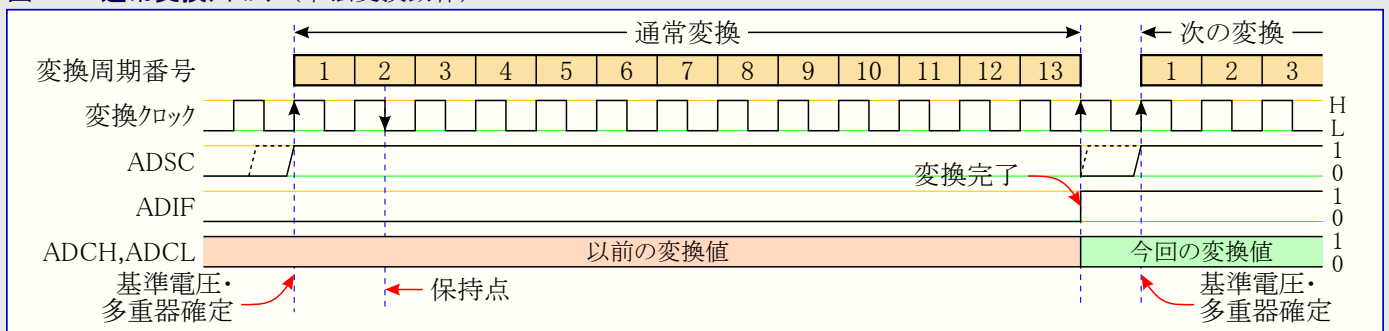 通常変換
次の変換
変換周期番号
1 2 3 4 5 6 7 8 9 10 11 12 13
1 2 3
変換クロック
H
L
ADSC
1
0
変換完了
ADIF
1
0
ADCH,ADCL
以前の変換値
今回の変換値
1
0
基準電圧・
多重器確定
保持点
基準電圧・
多重器確定